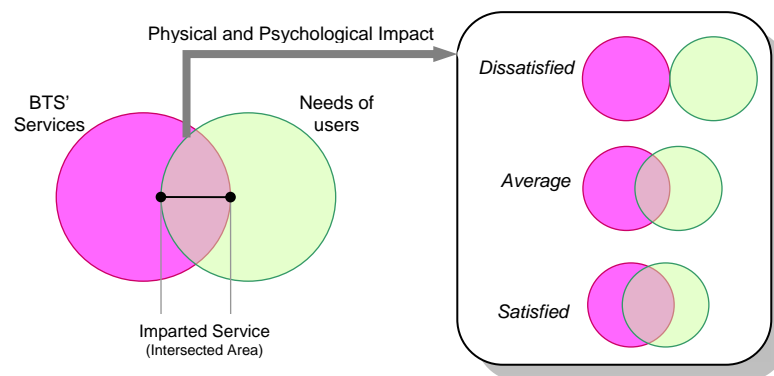 Physical and Psychological Impact
BTS'
Services
Needs of
users
Imparted Service
(Intersected Area)
Dissatisfied
Average
Satisfied